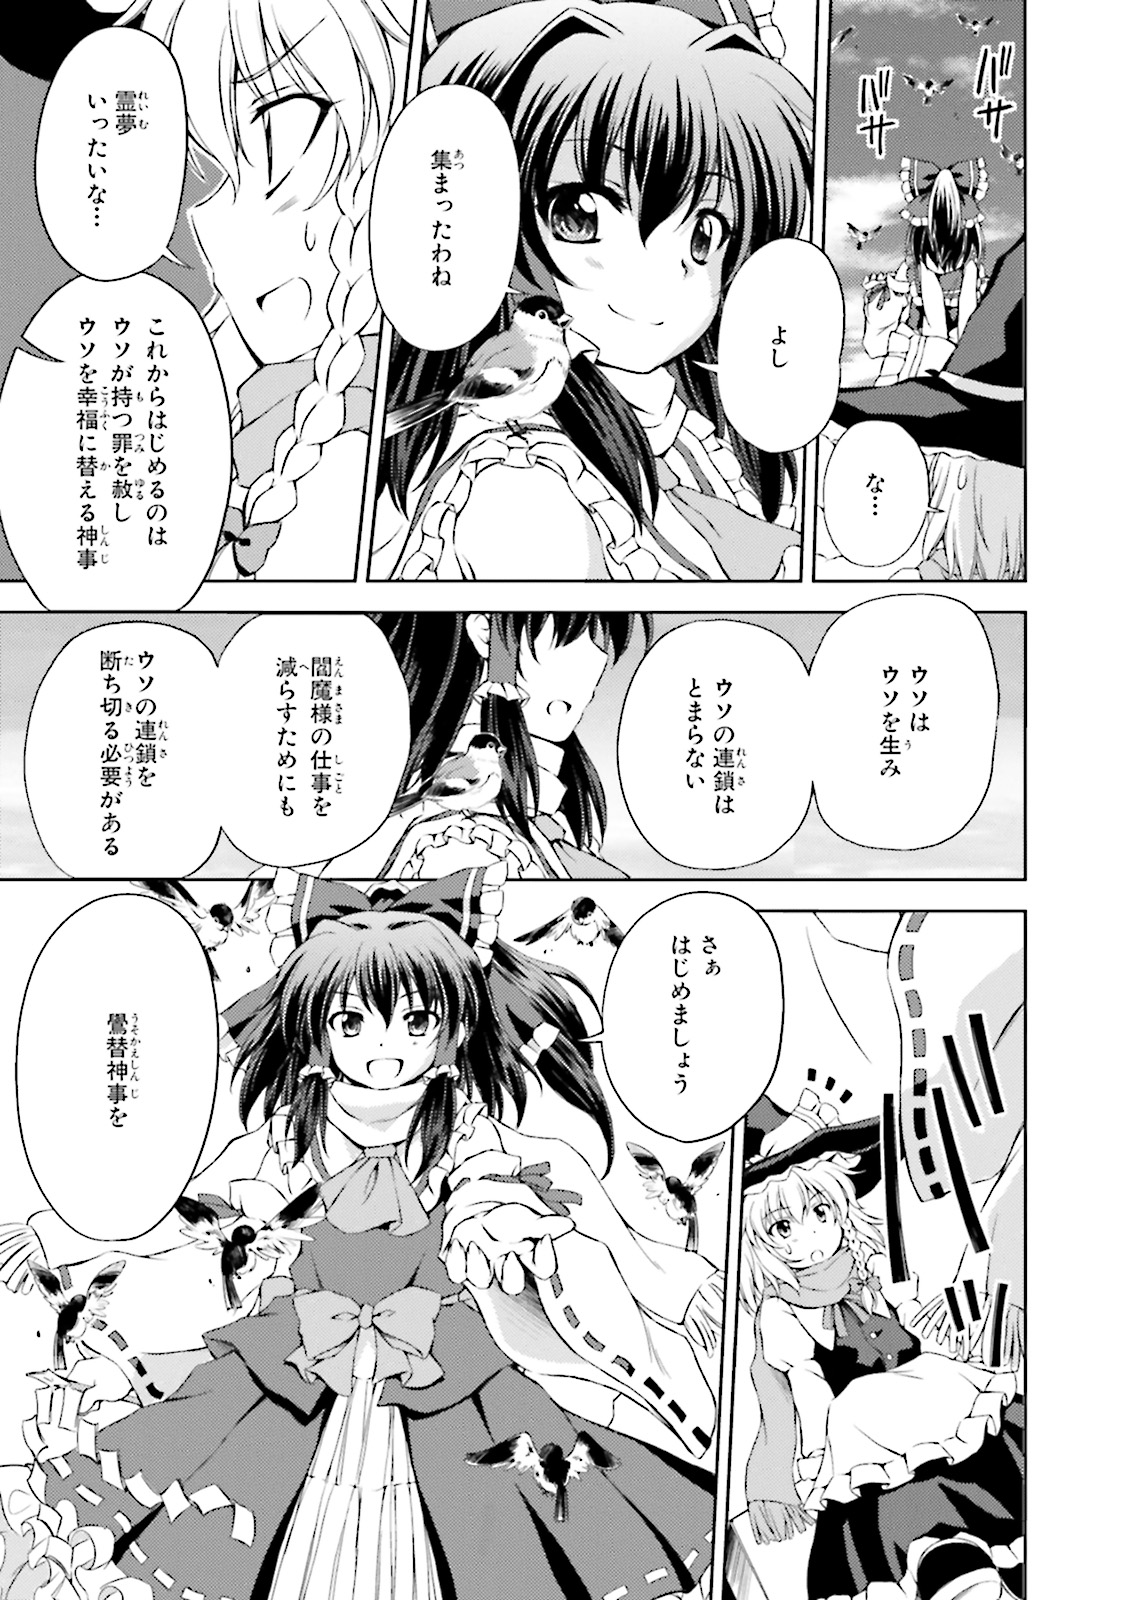 バサ
バサ
な…
よし
集まったわね
霊夢
いったいな…
これからはじめるのは
ウソが持つ罪を赦し
ウソを幸福に替える神事
ウソは
ウソを生み
ウソの連鎖は
とまらない
閻魔様の仕事を
減らすためにも
ウソの連鎖を
断ち切る必要がある
さぁ
はじめましょう
鷽替神事を